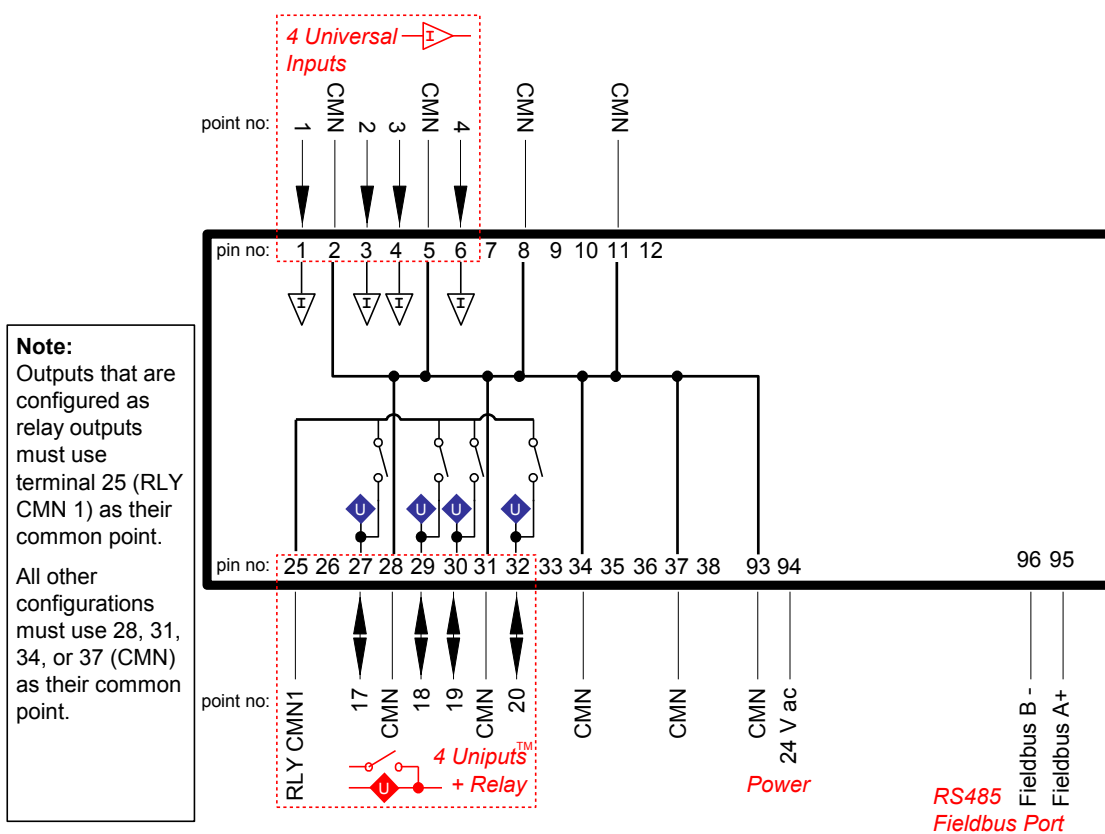 4 Universal I
Inputs
point no: 1 CMN 2 3 CMN 4 CMN CMN
pin no: 1 2 3 4 5 6 7 8 9 10 11 12
I I I I
Note:
Outputs that are
configured as
relay outputs
must use
terminal 25 (RLY
CMN 1) as their
common point.
All other
configurations
must use 28, 31,
34, or 37 (CMN)
as their common
point.
U U U U
pin no: 25 26 27 28 29 30 31 32 33 34 35 36 37 38 93 94 96 95
point no: RLY CMN1 17 CMN 18 19 CMN 20 CMN CMN CMN 24 V ac Fieldbus B - Fieldbus A+
4 Uniputs™
U + Relay
Power
RS485
Fieldbus Port